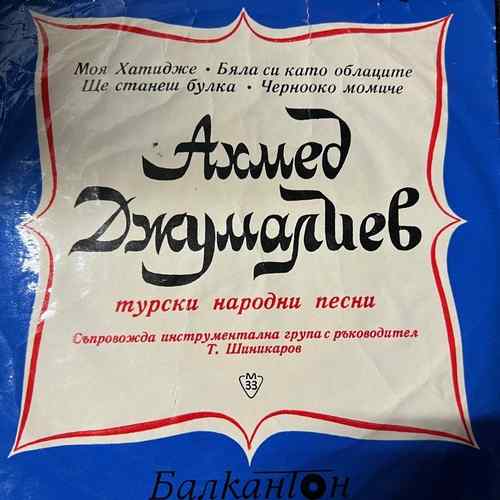 Моя Хатидже • Бяла си като облаците
Ще станеш булка • Чернооко момиче
Ахмед
Джумалиев
турски народни песни
Съпровожда инструментална група с ръководител
Т. Шиникаров
М
33
Балкантон